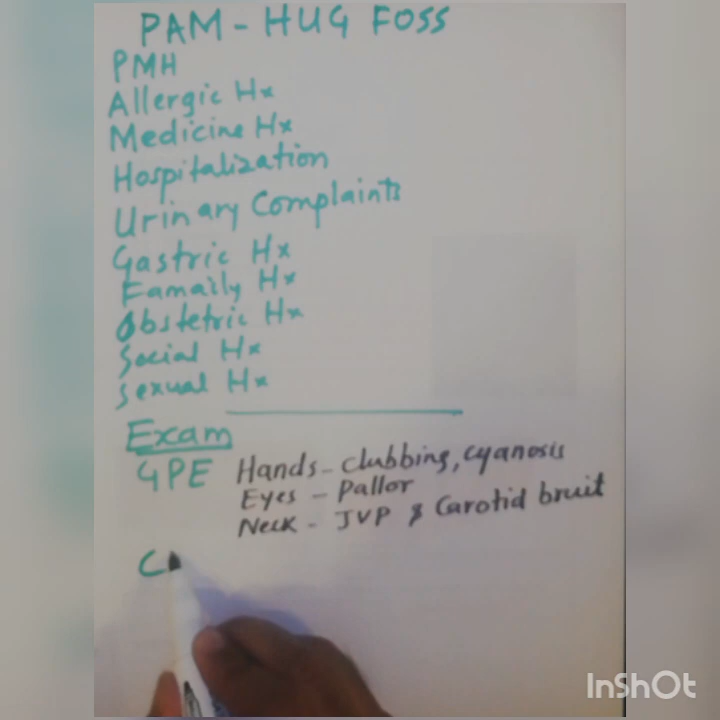 PAM - HUG FOSS
PMH
Allergic Hx
Medicine Hx
Hospitalization
Urinary Complaints
Gastric Hx
Famaily Hx
Obstetric Hx
Social Hx
Sexual Hx
Exam
GPE Hands - clubbing, cyanosis
Eyes - Pallor
Neck - JVP & Carotid bruit
C
InShOt